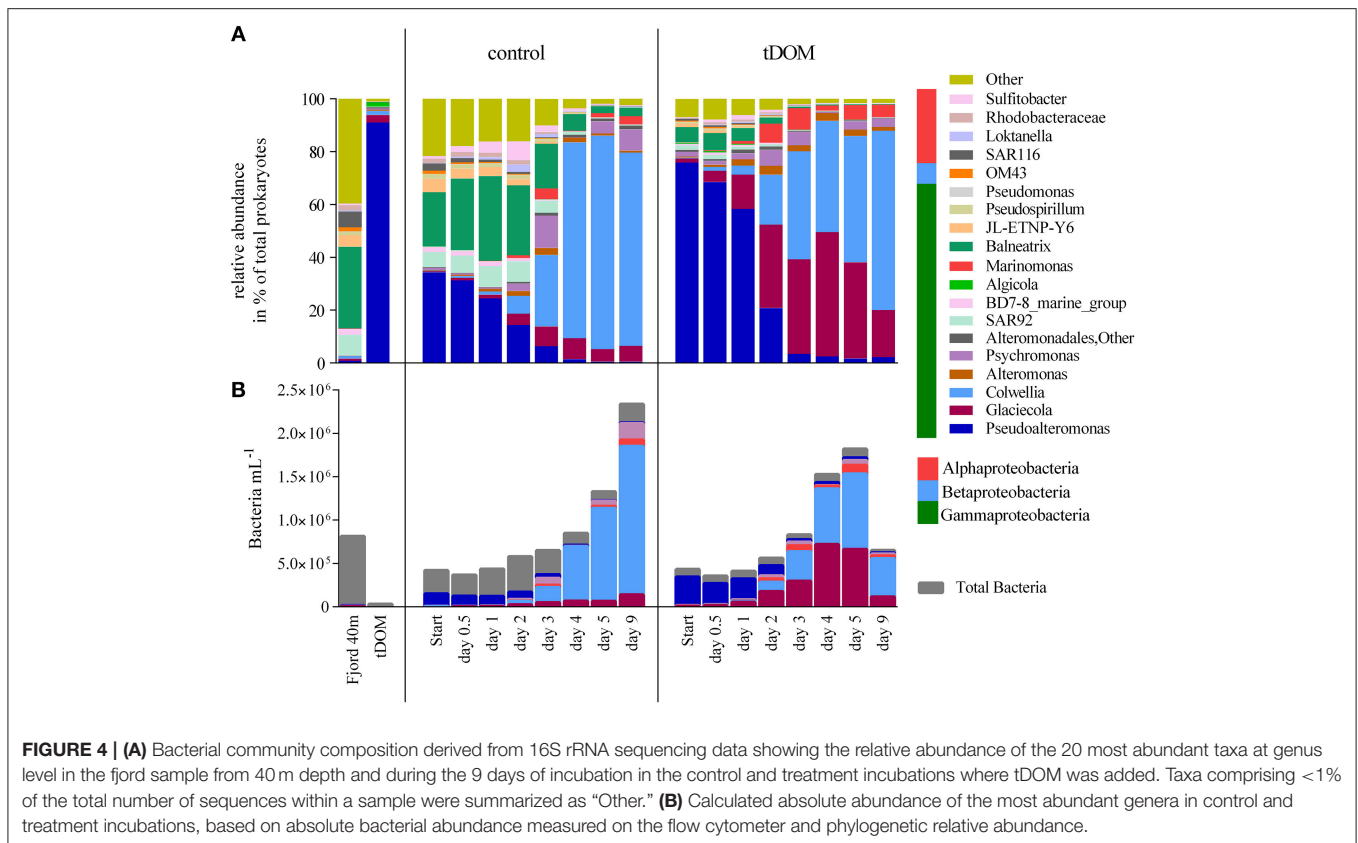 A
control
tDOM
relative abundance
in % of total prokaryotes
100
80
60
40
20
0
Other
Sulfitobacter
Rhodobacteraceae
Loktanella
SAR116
OM43
Pseudomonas
Pseudospirillum
JL-ETNP-Y6
Balneatrix
Marinomonas
Algicola
BD7-8_marine_group
SAR92
Alteromonadales,Other
Psychromonas
Alteromonas
Colwellia
Glaciecola
Pseudoalteromonas
Alphaproteobacteria
Betaproteobacteria
Gammaproteobacteria
Total Bacteria
B
Bacteria mL-1
2.5×10⁶
2.0×10⁶
1.5×10⁶
1.0×10⁶
5.0×10⁵
0
Fjord 40m
tDOM
Start
day 0.5
day 1
day 2
day 3
day 4
day 5
day 9
Start
day 0.5
day 1
day 2
day 3
day 4
day 5
day 9
FIGURE 4 | (A) Bacterial community composition derived from 16S rRNA sequencing data showing the relative abundance of the 20 most abundant taxa at genus
level in the fjord sample from 40 m depth and during the 9 days of incubation in the control and treatment incubations where tDOM was added. Taxa comprising <1%
of the total number of sequences within a sample were summarized as “Other.” (B) Calculated absolute abundance of the most abundant genera in control and
treatment incubations, based on absolute bacterial abundance measured on the flow cytometer and phylogenetic relative abundance.